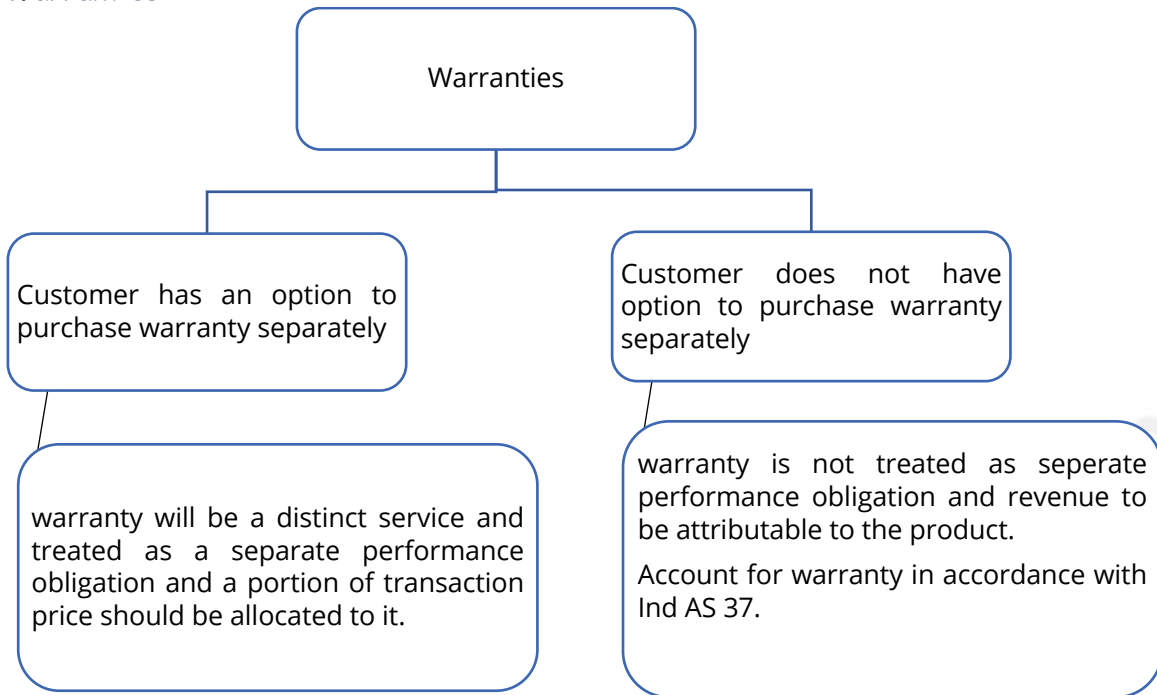 Warranties
Customer has an option to
purchase warranty separately
Customer does not have
option to purchase warranty
separately
warranty will be a distinct service and
treated as a separate performance
obligation and a portion of transaction
price should be allocated to it.
warranty is not treated as seperate
performance obligation and revenue to
be attributable to the product.
Account for warranty in accordance with
Ind AS 37.